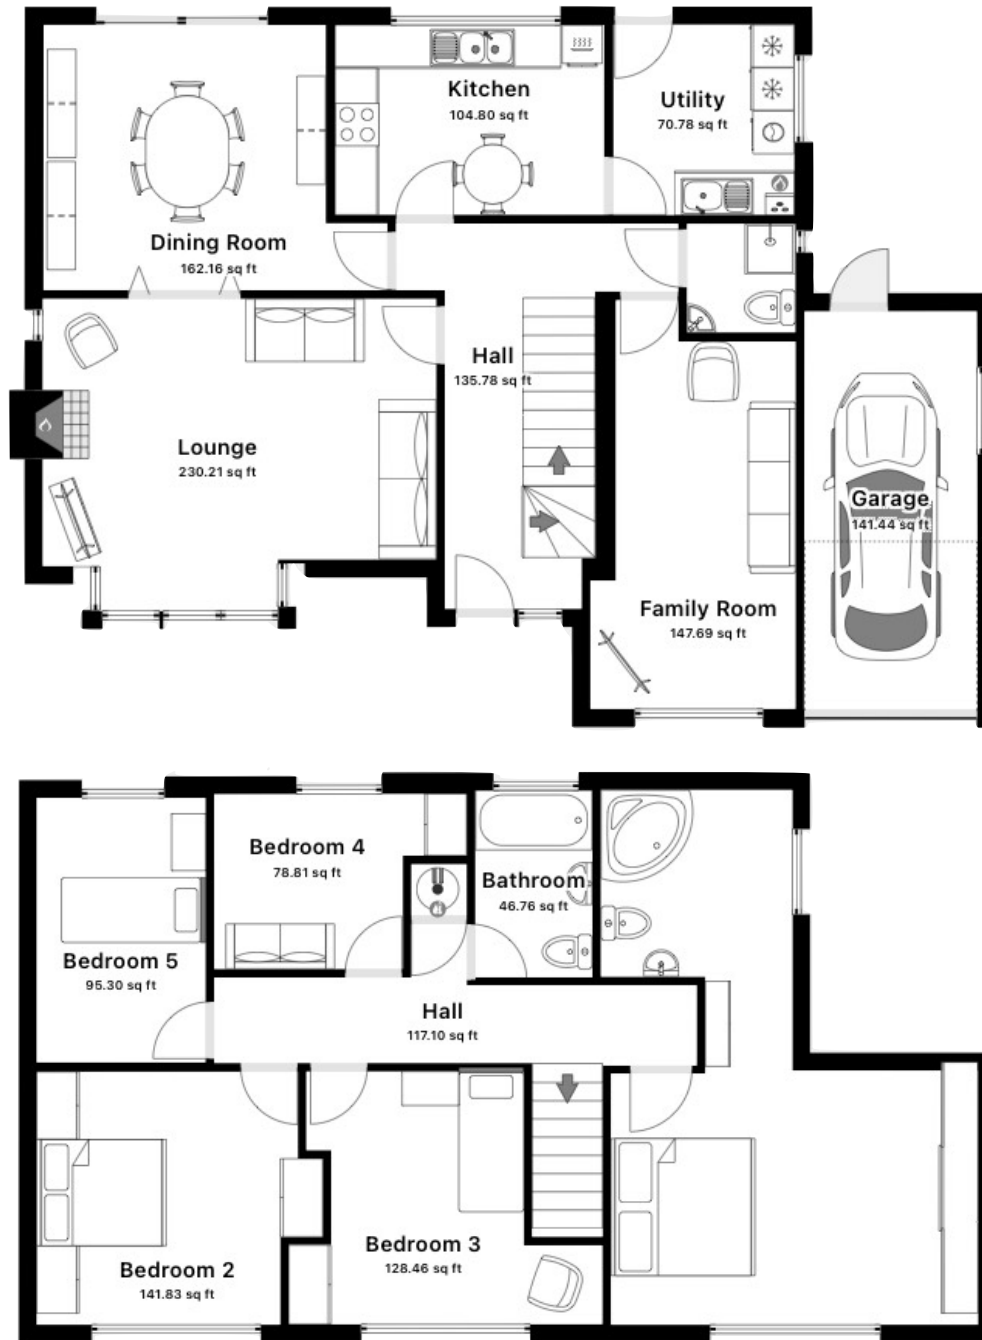 Kitchen
104.80 sq ft
Utility
70.78 sq ft
Dining Room
162.16 sq ft
Hall
135.78 sq ft
Lounge
230.21 sq ft
Garage
141.44 sq ft
Family Room
147.69 sq ft
Bedroom 4
78.81 sq ft
Bathroom
46.76 sq ft
Bedroom 5
95.30 sq ft
Hall
117.10 sq ft
Bedroom 3
128.46 sq ft
Bedroom 2
141.83 sq ft